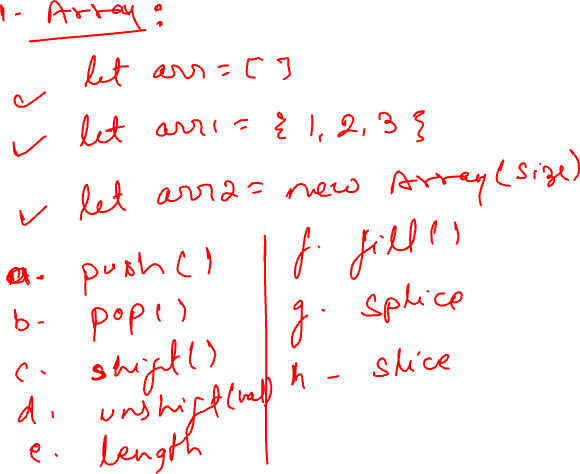 1- Array:
let arr = [ ]
let arr1 = { 1, 2, 3 }
let arr2 = new Array(size)
a. push()
b- pop()
c. shift()
d. unshift(val)
e. length
f. fill()
g. splice
h - slice